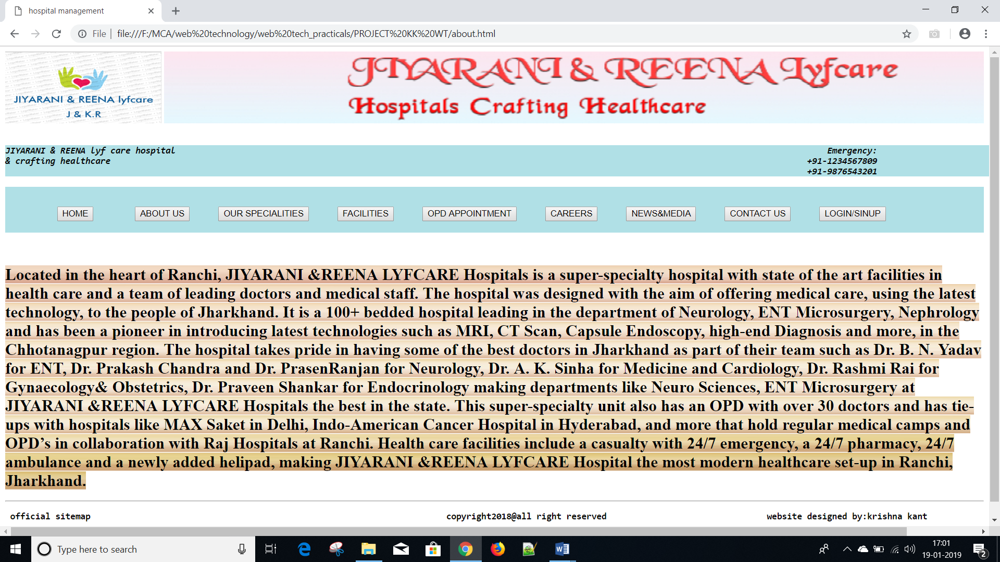 hospital management
File
file:///F:/MCA/web%20technology/web%20tech_practicals/PROJECT%20KK%20WT/about.html
JIYARANI & REENA lyfcare
J & K.R
JIYARANI & REENA Lyfcare
Hospitals Crafting Healthcare
JIYARANI & REENA lyf care hospital
& crafting healthcare
Emergency:
+91-1234567809
+91-9876543201
HOME ABOUT US OUR SPECIALITIES FACILITIES OPD APPOINTMENT CAREERS NEWS&MEDIA CONTACT US LOGIN/SINUP
Located in the heart of Ranchi, JIYARANI &REENA LYFCARE Hospitals is a super-specialty hospital with state of the art facilities in
health care and a team of leading doctors and medical staff. The hospital was designed with the aim of offering medical care, using the latest
technology, to the people of Jharkhand. It is a 100+ bedded hospital leading in the department of Neurology, ENT Microsurgery, Nephrology
and has been a pioneer in introducing latest technologies such as MRI, CT Scan, Capsule Endoscopy, high-end Diagnosis and more, in the
Chhotanagpur region. The hospital takes pride in having some of the best doctors in Jharkhand as part of their team such as Dr. B. N. Yadav
for ENT, Dr. Prakash Chandra and Dr. PrasenRanjan for Neurology, Dr. A. K. Sinha for Medicine and Cardiology, Dr. Rashmi Rai for
Gynaecology& Obstetrics, Dr. Praveen Shankar for Endocrinology making departments like Neuro Sciences, ENT Microsurgery at
JIYARANI &REENA LYFCARE Hospitals the best in the state. This super-specialty unit also has an OPD with over 30 doctors and has tie-
ups with hospitals like MAX Saket in Delhi, Indo-American Cancer Hospital in Hyderabad, and more that hold regular medical camps and
OPD’s in collaboration with Raj Hospitals at Ranchi. Health care facilities include a casualty with 24/7 emergency, a 24/7 pharmacy, 24/7
ambulance and a newly added helipad, making JIYARANI &REENA LYFCARE Hospital the most modern healthcare set-up in Ranchi,
Jharkhand.
official sitemap copyright2018@all right reserved website designed by:krishna kant
Type here to search
17:01
19-01-2019
2